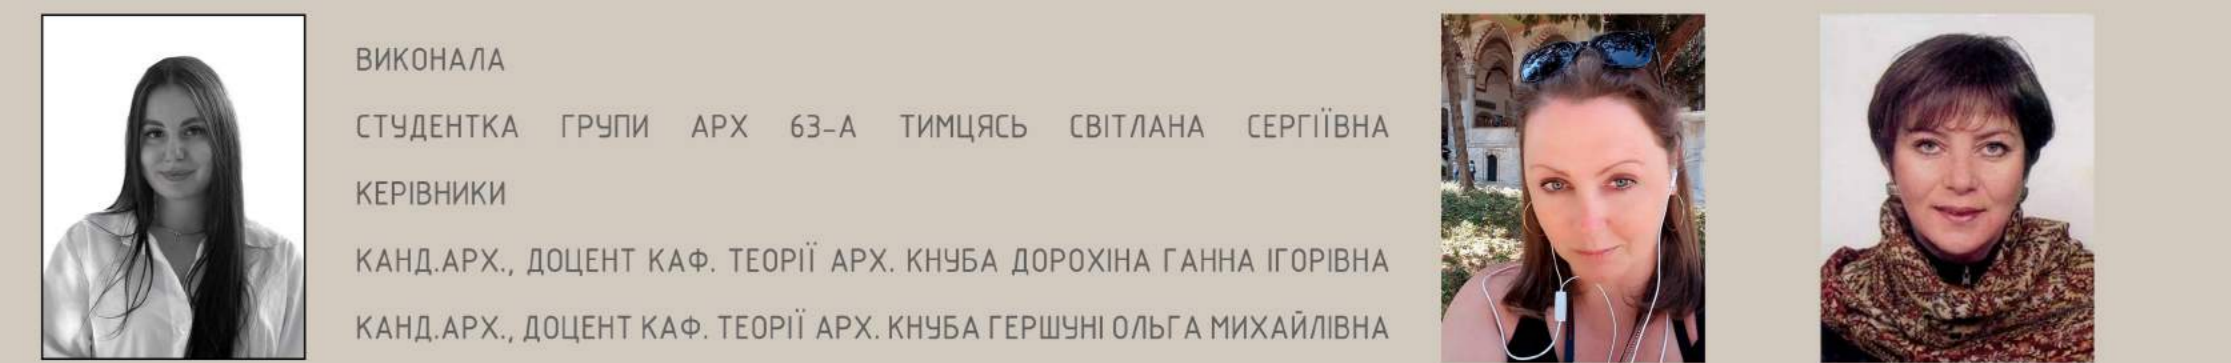 ВИКОНАЛА
СТУДЕНТКА ГРУПИ АРХ 63-А ТИМЦЯСЬ СВІТЛАНА СЕРГІЇВНА
КЕРІВНИКИ
КАНД.АРХ., ДОЦЕНТ КАФ. ТЕОРІЇ АРХ. КНУБА ДОРОХІНА ГАННА ІГОРІВНА
КАНД.АРХ., ДОЦЕНТ КАФ. ТЕОРІЇ АРХ. КНУБА ГЕРШУНІ ОЛЬГА МИХАЙЛІВНА